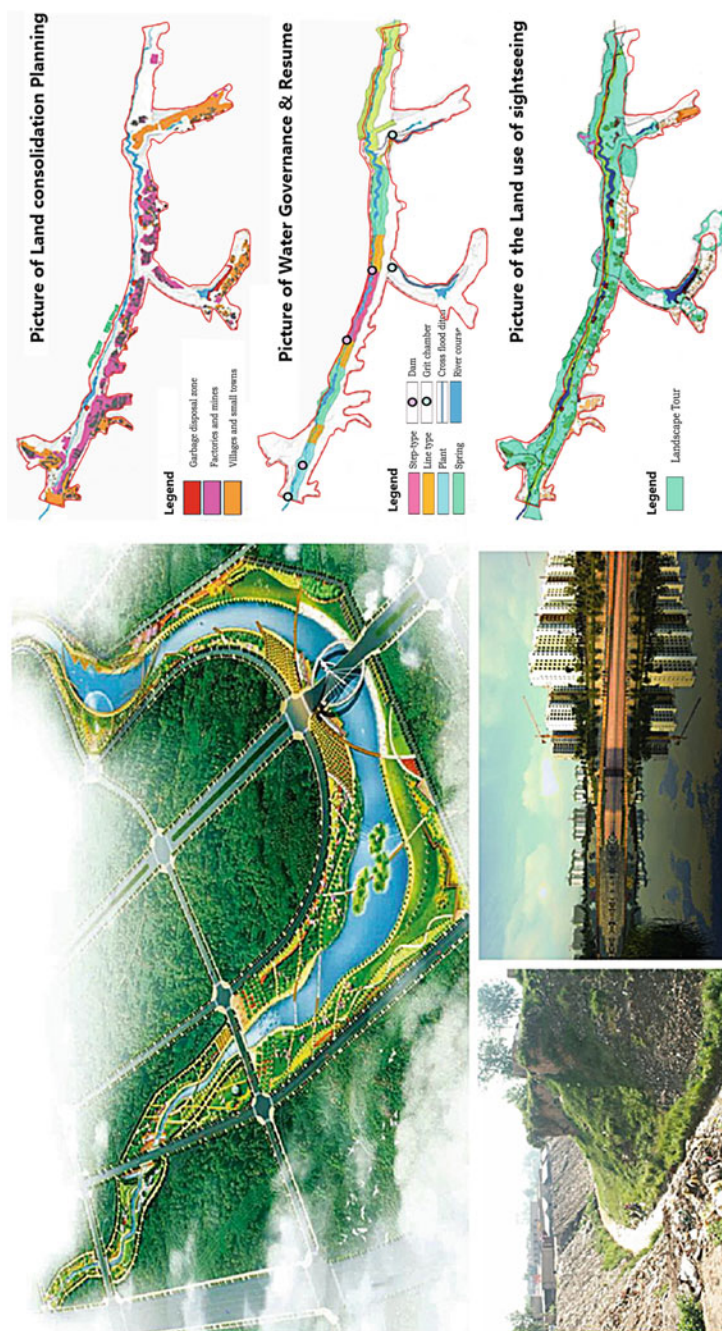 Picture of Land consolidation Planning
Legend
Garbage disposal zone
Factories and mines
Villages and small towns
Picture of Water Governance & Resume
Legend
Step-type
Line type
Plant
Spring
Dam
Grit chamber
Cross flood ditch
River course
Picture of the Land use of sightseeing
Legend
Landscape Tour